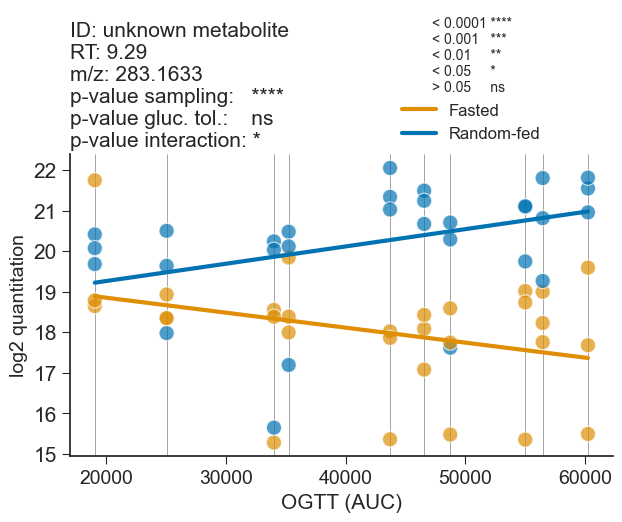 ID: unknown metabolite
RT: 9.29
m/z: 283.1633
p-value sampling: ****
p-value gluc. tol.: ns
p-value interaction: *
< 0.0001 ****
< 0.001 ***
< 0.01 **
< 0.05 *
> 0.05 ns
Fasted
Random-fed
log2 quantitation
22
21
20
19
18
17
16
15
20000 30000 40000 50000 60000
OGTT (AUC)